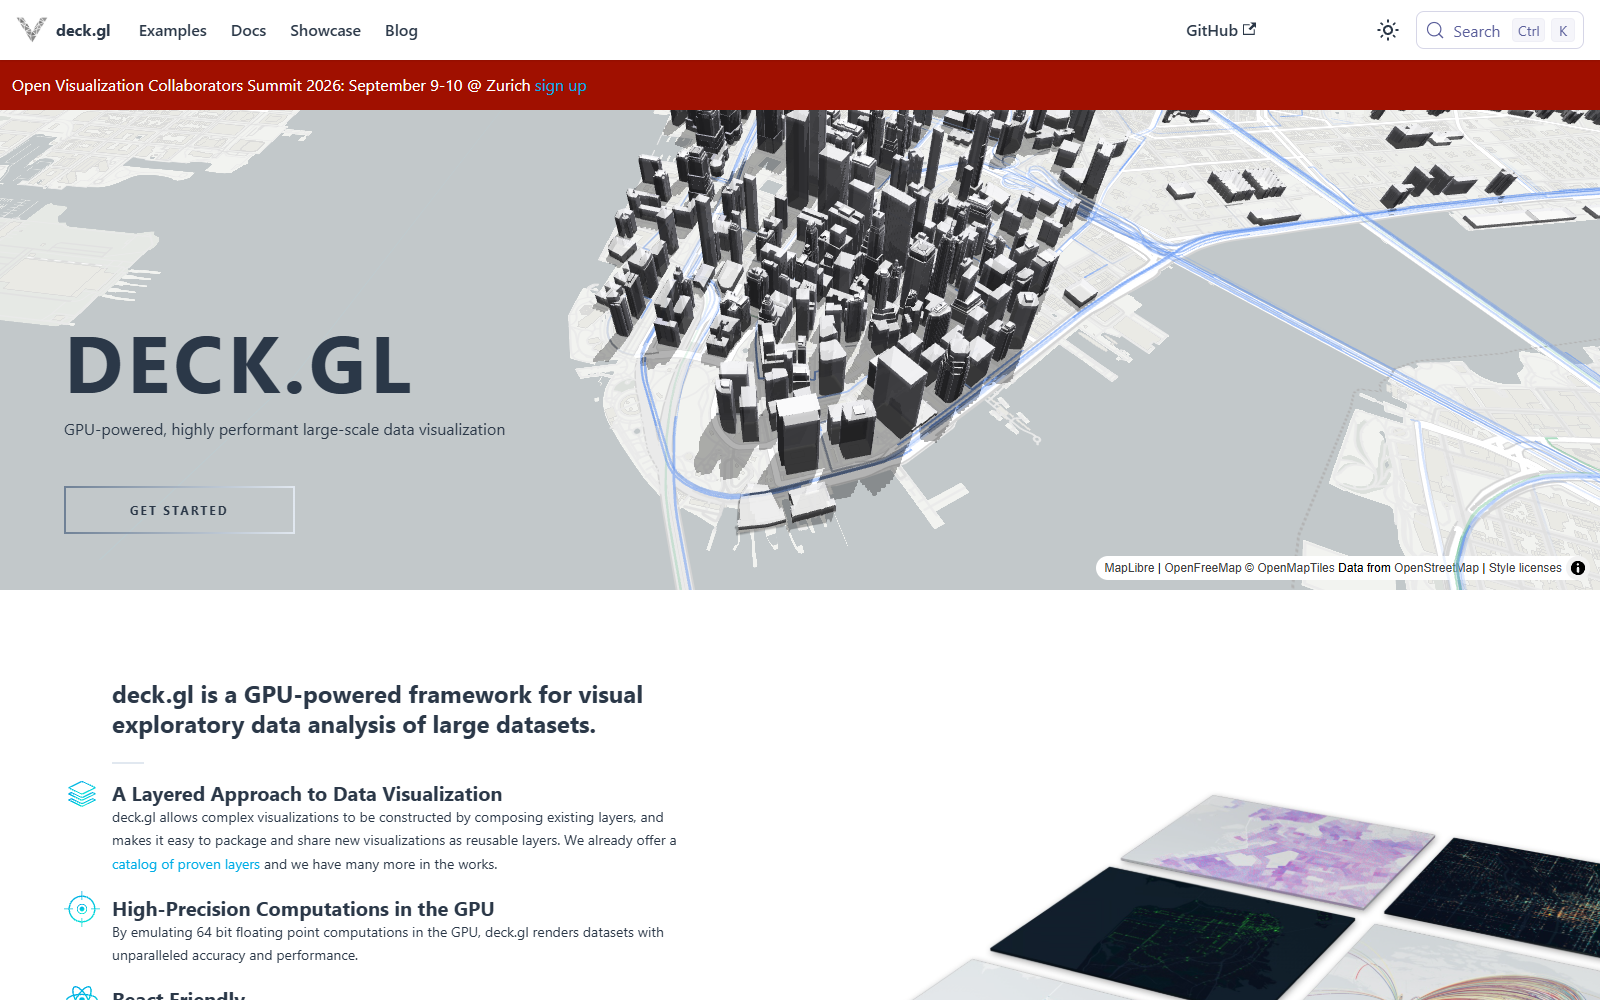 deck.gl Examples Docs Showcase Blog GitHub Search Ctrl K
Open Visualization Collaborators Summit 2026: September 9-10 @ Zurich sign up
DECK.GL
GPU-powered, highly performant large-scale data visualization
GET STARTED
MapLibre | OpenFreeMap © OpenMapTiles Data from OpenStreetMap | Style licenses
deck.gl is a GPU-powered framework for visual
exploratory data analysis of large datasets.
A Layered Approach to Data Visualization
deck.gl allows complex visualizations to be constructed by composing existing layers, and
makes it easy to package and share new visualizations as reusable layers. We already offer a
catalog of proven layers and we have many more in the works.
High-Precision Computations in the GPU
By emulating 64 bit floating point computations in the GPU, deck.gl renders datasets with
unparalleled accuracy and performance.
React Friendly